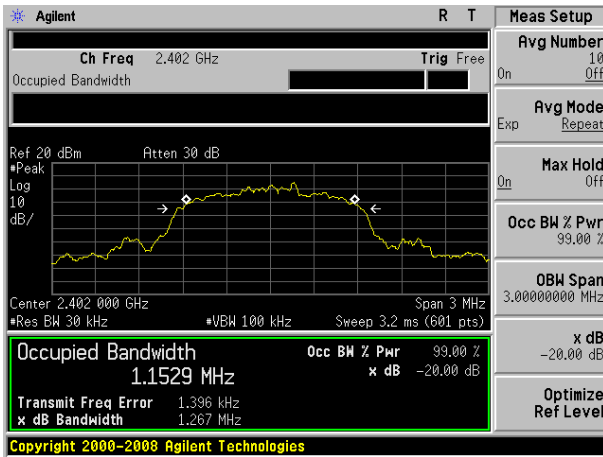 Agilent R T
Ch Freq 2.402 GHz Trig Free
Occupied Bandwidth
Ref 20 dBm Atten 30 dB
#Peak
Log
10
dB/
Center 2.402 000 GHz Span 3 MHz
#Res BW 30 kHz #VBW 100 kHz Sweep 3.2 ms (601 pts)
Occupied Bandwidth Occ BW % Pwr 99.00 %
1.1529 MHz x dB -20.00 dB
Transmit Freq Error 1.396 kHz
x dB Bandwidth 1.267 MHz
Copyright 2000-2008 Agilent Technologies
Meas Setup
Avg Number
10
On Off
Avg Mode
Exp Repeat
Max Hold
On Off
Occ BW % Pwr
99.00 %
OBW Span
3.00000000 MHz
x dB
-20.00 dB
Optimize
Ref Level